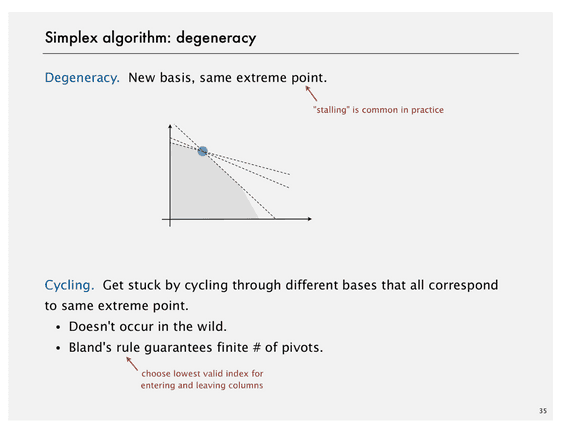 Simplex algorithm: degeneracy
Degeneracy. New basis, same extreme point.
"stalling" is common in practice
Cycling. Get stuck by cycling through different bases that all correspond
to same extreme point.
• Doesn't occur in the wild.
• Bland's rule guarantees finite # of pivots.
choose lowest valid index for
entering and leaving columns
35